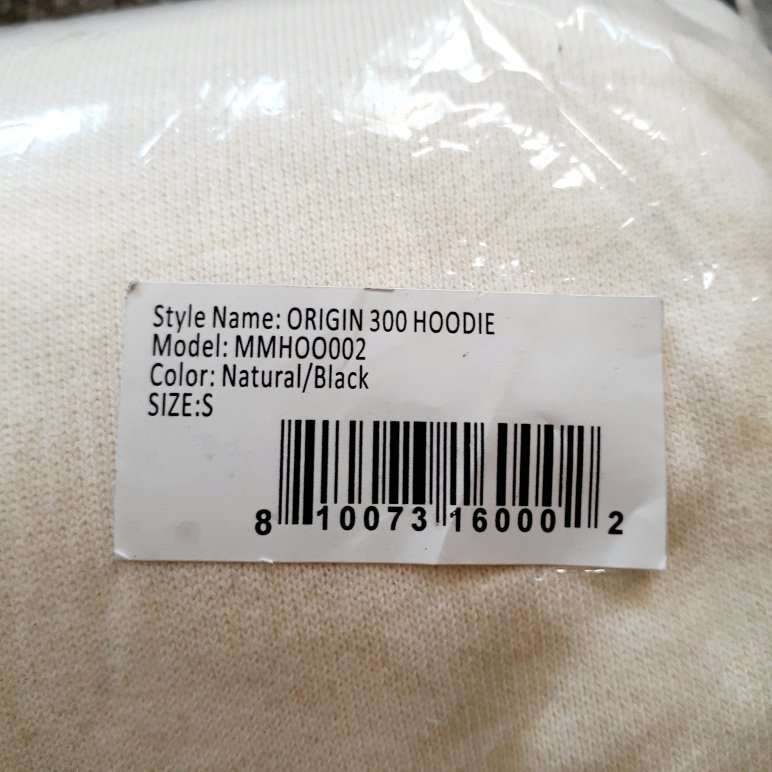 Style Name: ORIGIN 300 HOODIE
Model: MMHOO002
Color: Natural/Black
SIZE:S
8 10073 16000 2